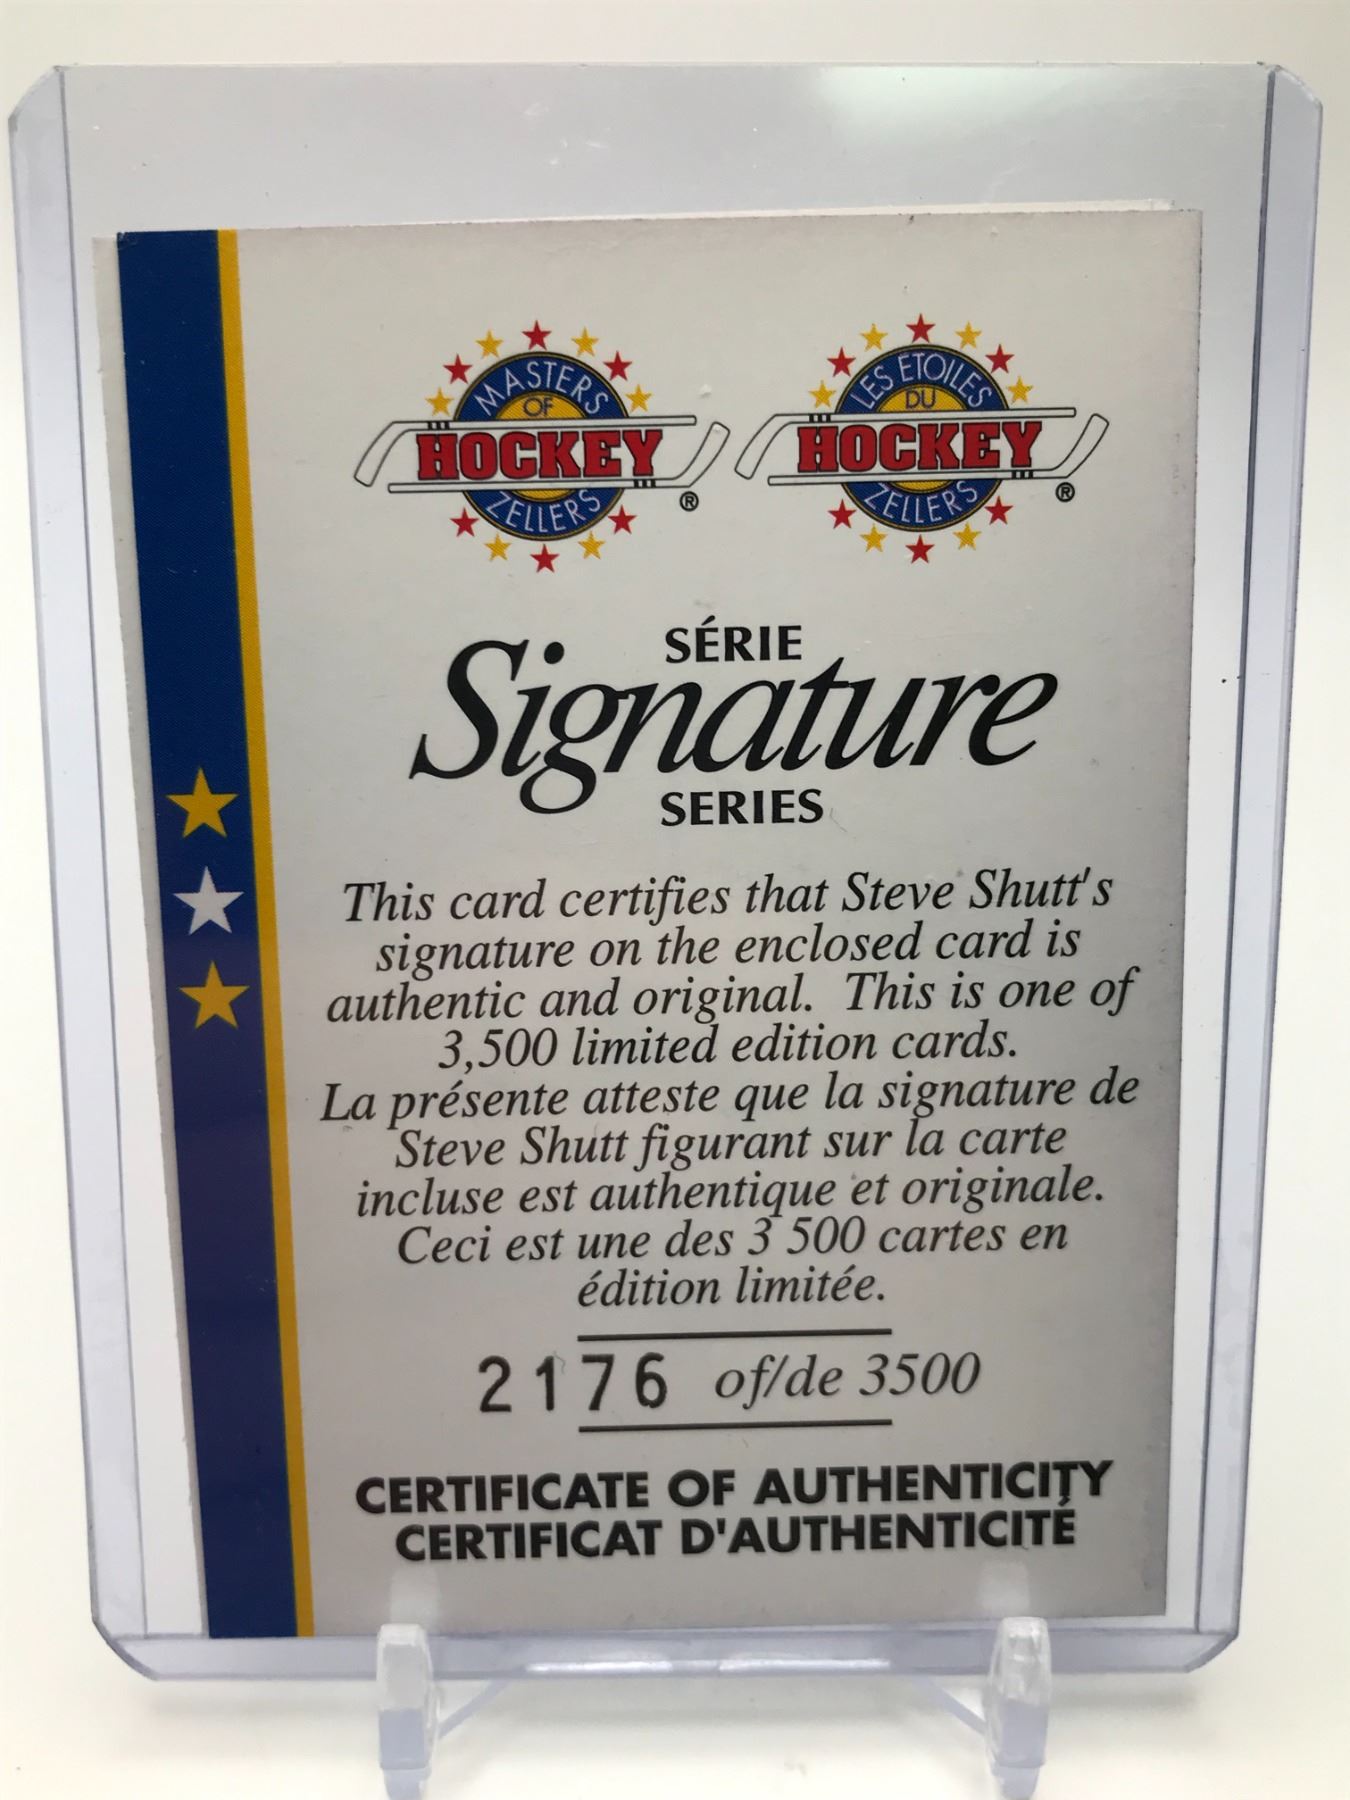 MASTERS
OF
HOCKEY
ZELLERS
®
LES ÉTOILES
DU
HOCKEY
ZELLERS
®
SÉRIE
Signature
SERIES
This card certifies that Steve Shutt's
signature on the enclosed card is
authentic and original. This is one of
3,500 limited edition cards.
La présente atteste que la signature de
Steve Shutt figurant sur la carte
incluse est authentique et originale.
Ceci est une des 3 500 cartes en
édition limitée.
2176 of/de 3500
CERTIFICATE OF AUTHENTICITY
CERTIFICAT D'AUTHENTICITÉ